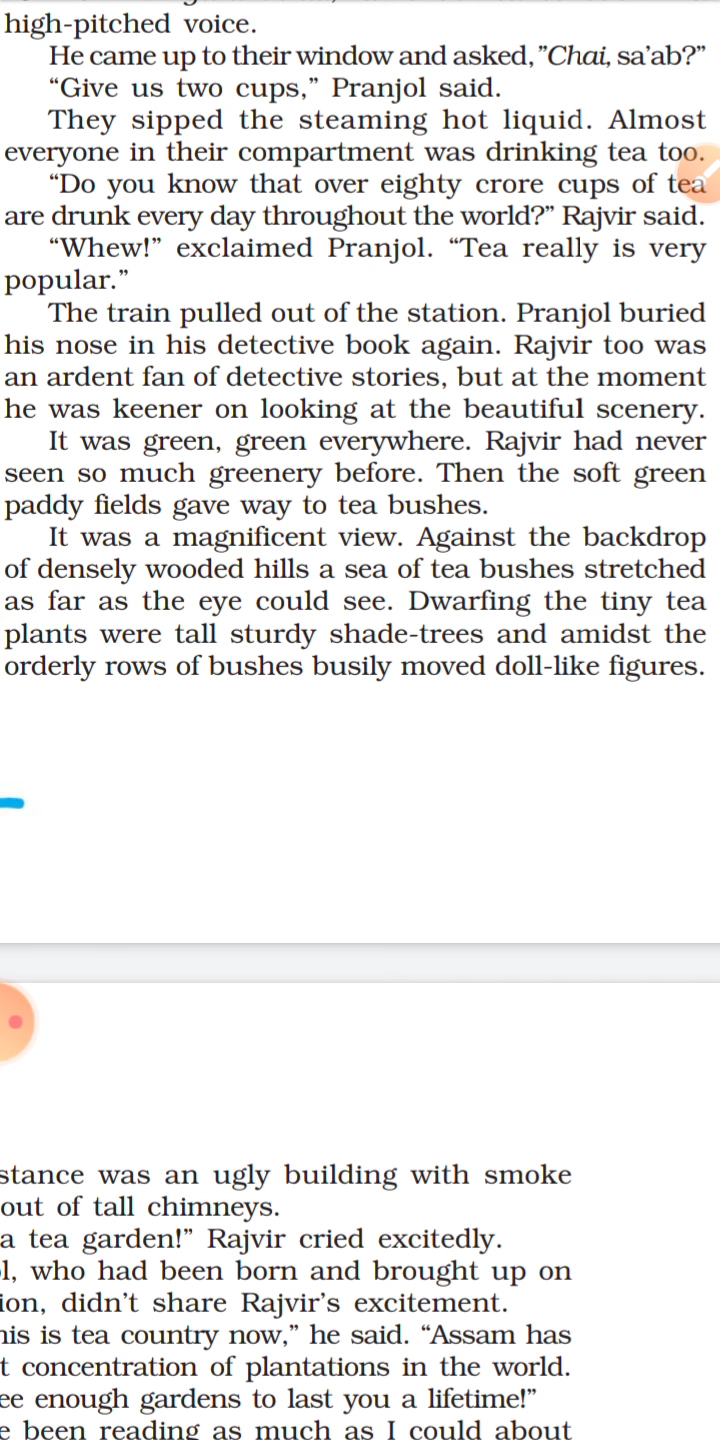 high-pitched voice.
He came up to their window and asked, ”Chai, sa’ab?”
“Give us two cups,” Pranjol said.
They sipped the steaming hot liquid. Almost
everyone in their compartment was drinking tea too.
“Do you know that over eighty crore cups of tea
are drunk every day throughout the world?” Rajvir said.
“Whew!” exclaimed Pranjol. “Tea really is very
popular.”
The train pulled out of the station. Pranjol buried
his nose in his detective book again. Rajvir too was
an ardent fan of detective stories, but at the moment
he was keener on looking at the beautiful scenery.
It was green, green everywhere. Rajvir had never
seen so much greenery before. Then the soft green
paddy fields gave way to tea bushes.
It was a magnificent view. Against the backdrop
of densely wooded hills a sea of tea bushes stretched
as far as the eye could see. Dwarfing the tiny tea
plants were tall sturdy shade-trees and amidst the
orderly rows of bushes busily moved doll-like figures.
stance was an ugly building with smoke
out of tall chimneys.
a tea garden!” Rajvir cried excitedly.
l, who had been born and brought up on
ion, didn’t share Rajvir’s excitement.
his is tea country now,” he said. “Assam has
t concentration of plantations in the world.
ee enough gardens to last you a lifetime!”
e been reading as much as I could about